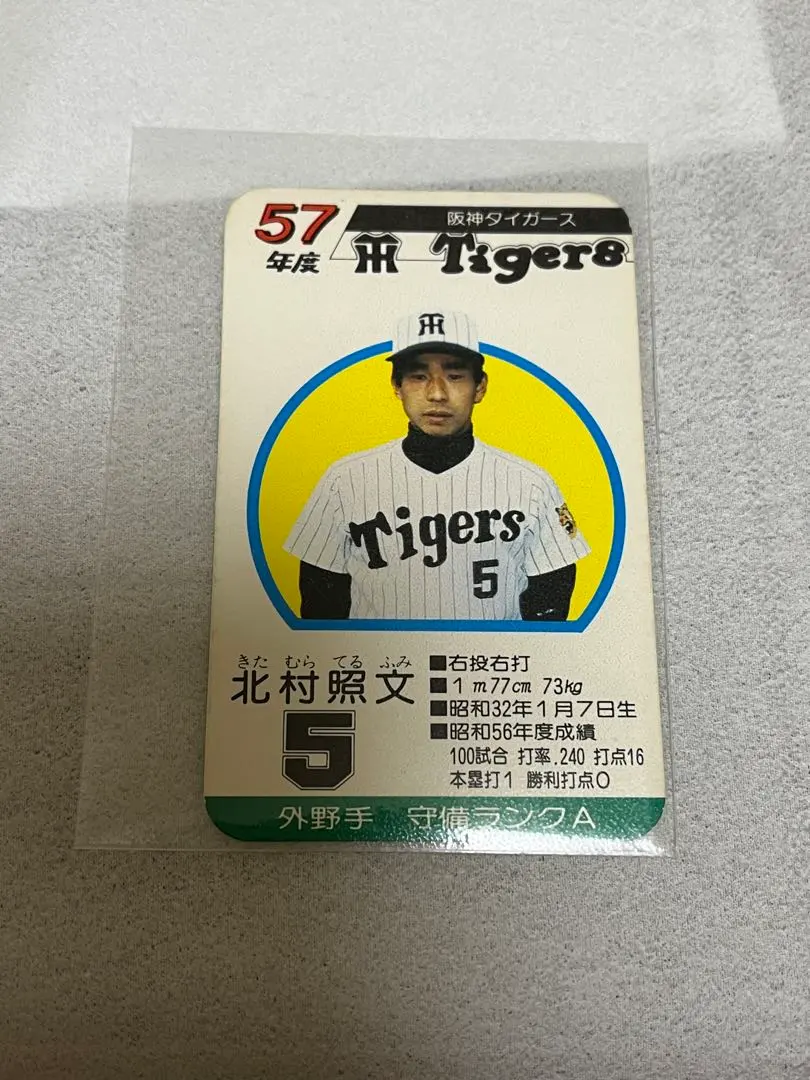 57
年度
阪神タイガース
TH Tigers
TH
Tigers
5
きた むら てる ふみ
北村照文
5
■右投右打
■1m77cm 73kg
■昭和32年1月7日生
■昭和56年度成績
100試合 打率.240 打点16
本塁打1 勝利打点0
外野手 守備ランクA